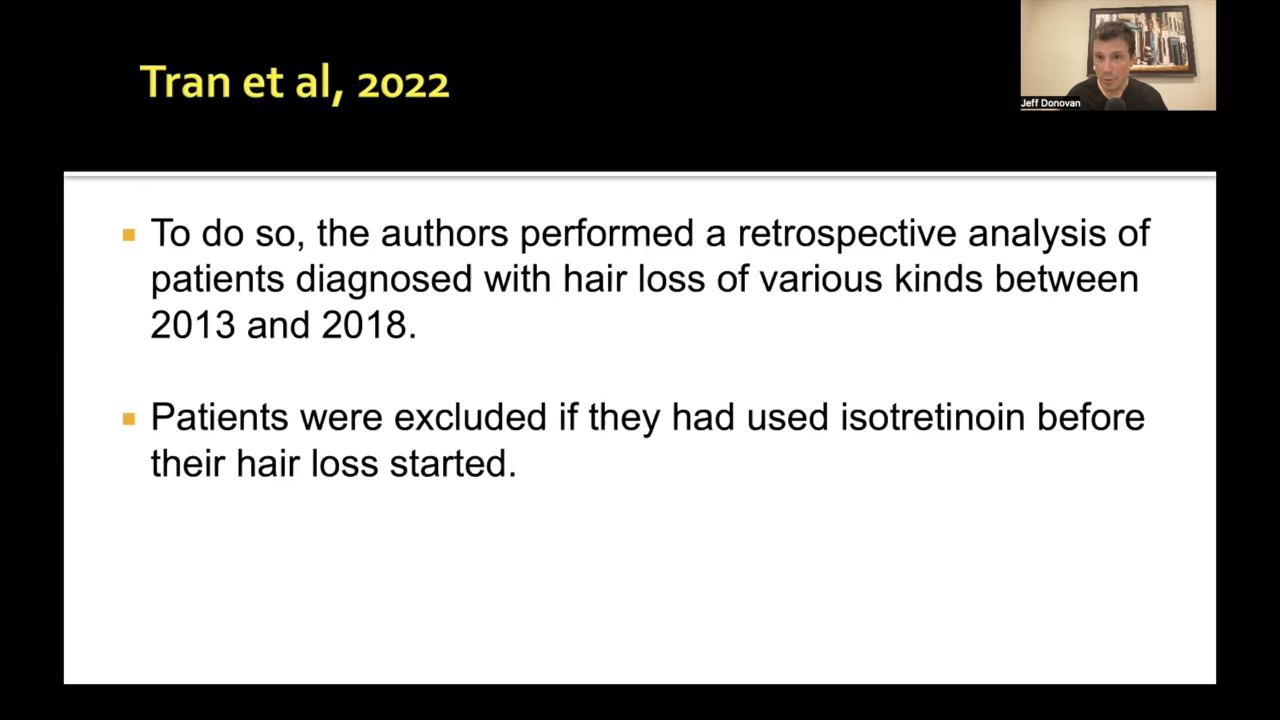 Tran et al, 2022
Jeff Donovan
To do so, the authors performed a retrospective analysis of
patients diagnosed with hair loss of various kinds between
2013 and 2018.
Patients were excluded if they had used isotretinoin before
their hair loss started.